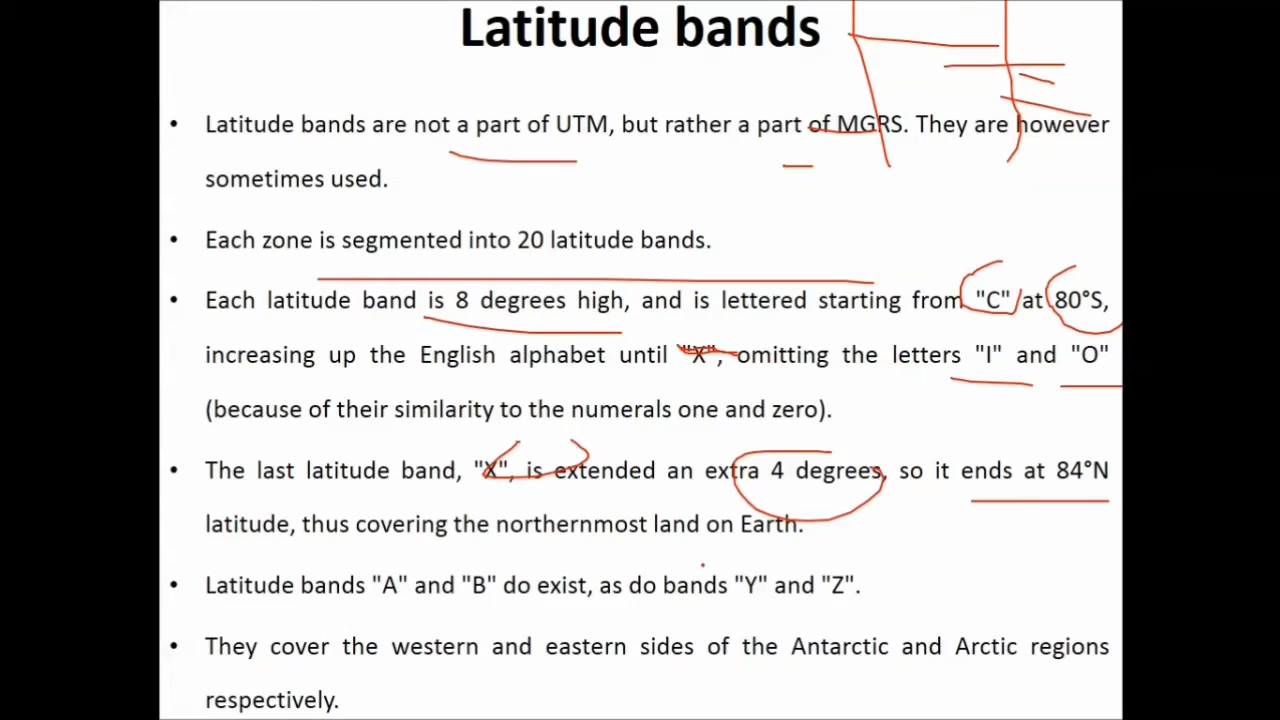 Latitude bands
• Latitude bands are not a part of UTM, but rather a part of MGRS. They are however
sometimes used.
• Each zone is segmented into 20 latitude bands.
• Each latitude band is 8 degrees high, and is lettered starting from "C" at 80°S,
increasing up the English alphabet until "X", omitting the letters "I" and "O"
(because of their similarity to the numerals one and zero).
• The last latitude band, "X", is extended an extra 4 degrees, so it ends at 84°N
latitude, thus covering the northernmost land on Earth.
• Latitude bands "A" and "B" do exist, as do bands "Y" and "Z".
• They cover the western and eastern sides of the Antarctic and Arctic regions
respectively.